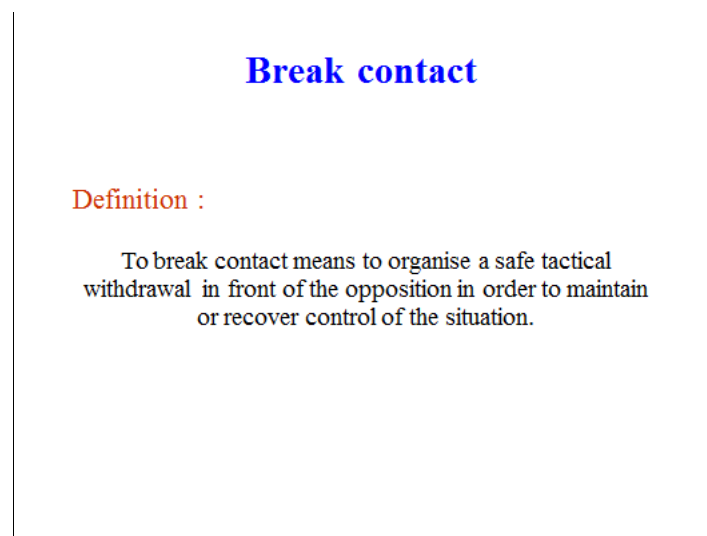 Break contact
Definition :
To break contact means to organise a safe tactical
withdrawal in front of the opposition in order to maintain
or recover control of the situation.